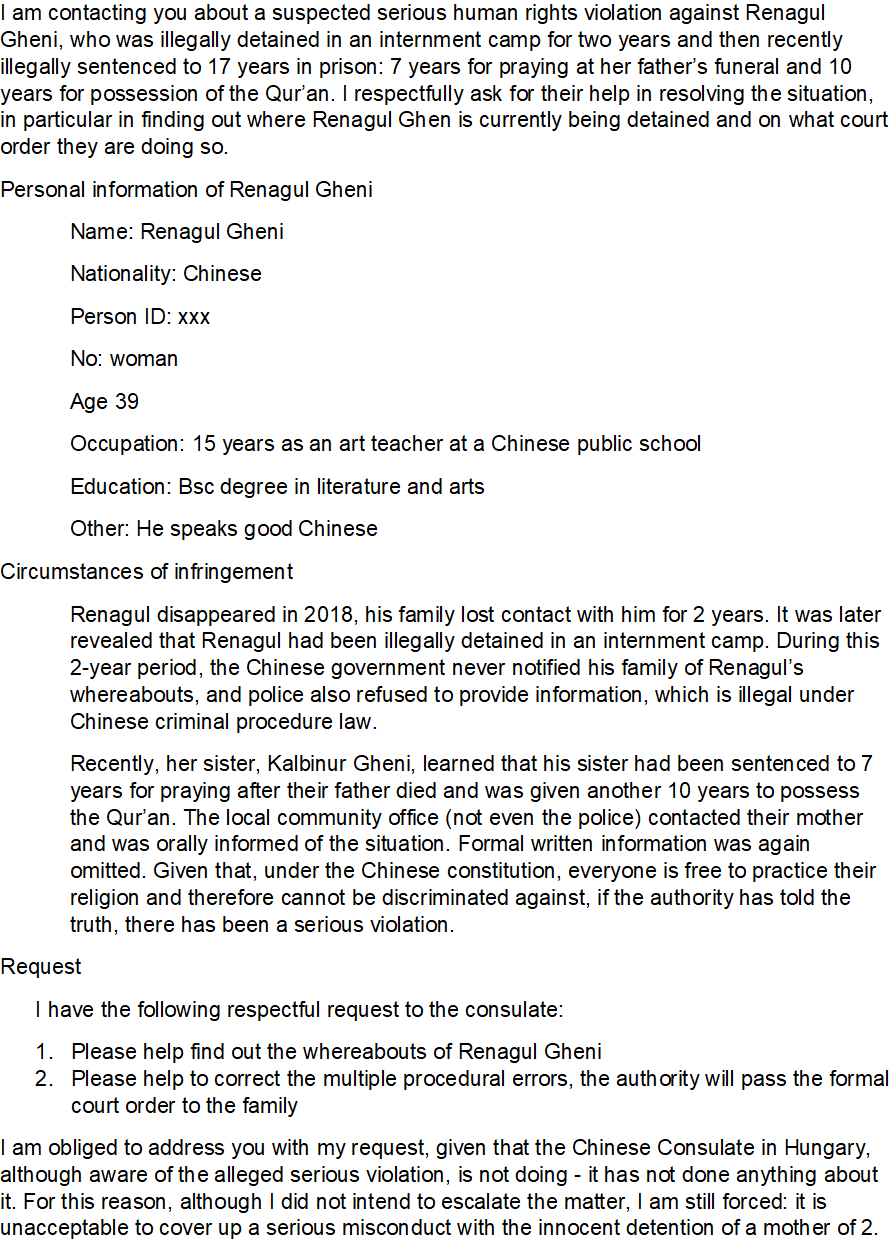 I am contacting you about a suspected serious human rights violation against Renagul
Gheni, who was illegally detained in an internment camp for two years and then recently
illegally sentenced to 17 years in prison: 7 years for praying at her father's funeral and 10
years for possession of the Qur'an. I respectfully ask for their help in resolving the situation,
in particular in finding out where Renagul Ghen is currently being detained and on what court
order they are doing so.
Personal information of Renagul Gheni
Name: Renagul Gheni
Nationality: Chinese
Person ID: xxx
No: woman
Age 39
Occupation: 15 years as an art teacher at a Chinese public school
Education: Bsc degree in literature and arts
Other: He speaks good Chinese
Circumstances of infringement
Renagul disappeared in 2018, his family lost contact with him for 2 years. It was later
revealed that Renagul had been illegally detained in an internment camp. During this
2-year period, the Chinese government never notified his family of Renagul's
whereabouts, and police also refused to provide information, which is illegal under
Chinese criminal procedure law.
Recently, her sister, Kalbinur Gheni, learned that his sister had been sentenced to 7
years for praying after their father died and was given another 10 years to possess
the Qur'an. The local community office (not even the police) contacted their mother
and was orally informed of the situation. Formal written information was again
omitted. Given that, under the Chinese constitution, everyone is free to practice their
religion and therefore cannot be discriminated against, if the authority has told the
truth, there has been a serious violation.
Request
I have the following respectful request to the consulate:
1. Please help find out the whereabouts of Renagul Gheni
2. Please help to correct the multiple procedural errors, the authority will pass the formal
court order to the family
I am obliged to address you with my request, given that the Chinese Consulate in Hungary,
although aware of the alleged serious violation, is not doing - it has not done anything about
it. For this reason, although I did not intend to escalate the matter, I am still forced: it is
unacceptable to cover up a serious misconduct with the innocent detention of a mother of 2.